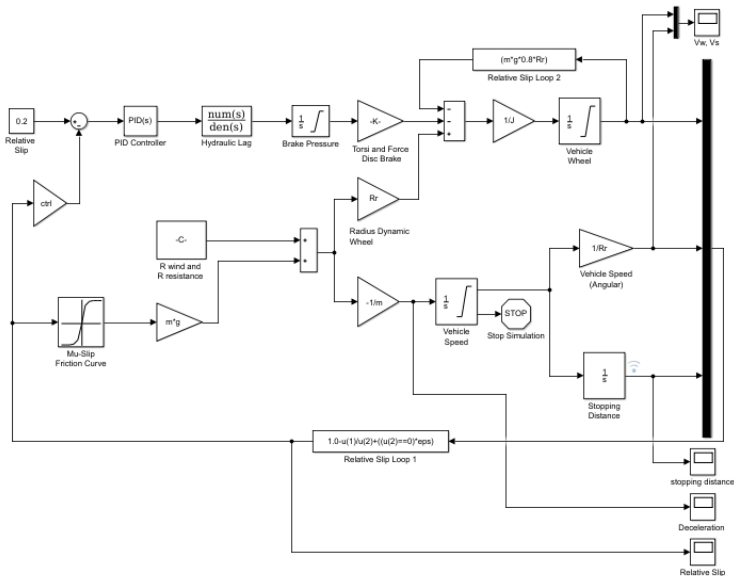 Vw, Vs
(m*g*0.8*Rr)
Relative Slip Loop 2
0.2
Relative
Slip
PID(s)
PID Controller
num(s)
den(s)
Hydraulic Lag
1
s
Brake Pressure
-K-
Torsi and Force
Disc Brake
1/J
1
s
Vehicle
Wheel
ctrl
Rr
Radius Dynamic
Wheel
-C-
R wind and
R resistance
1/Rr
Vehicle Speed
(Angular)
Mu-Slip
Friction Curve
m*g
-1/m
1
s
Vehicle
Speed
STOP
Stop Simulation
1
s
Stopping
Distance
1.0-u(1)/u(2)+((u(2)==0)*eps)
Relative Slip Loop 1
stopping distance
Deceleration
Relative Slip